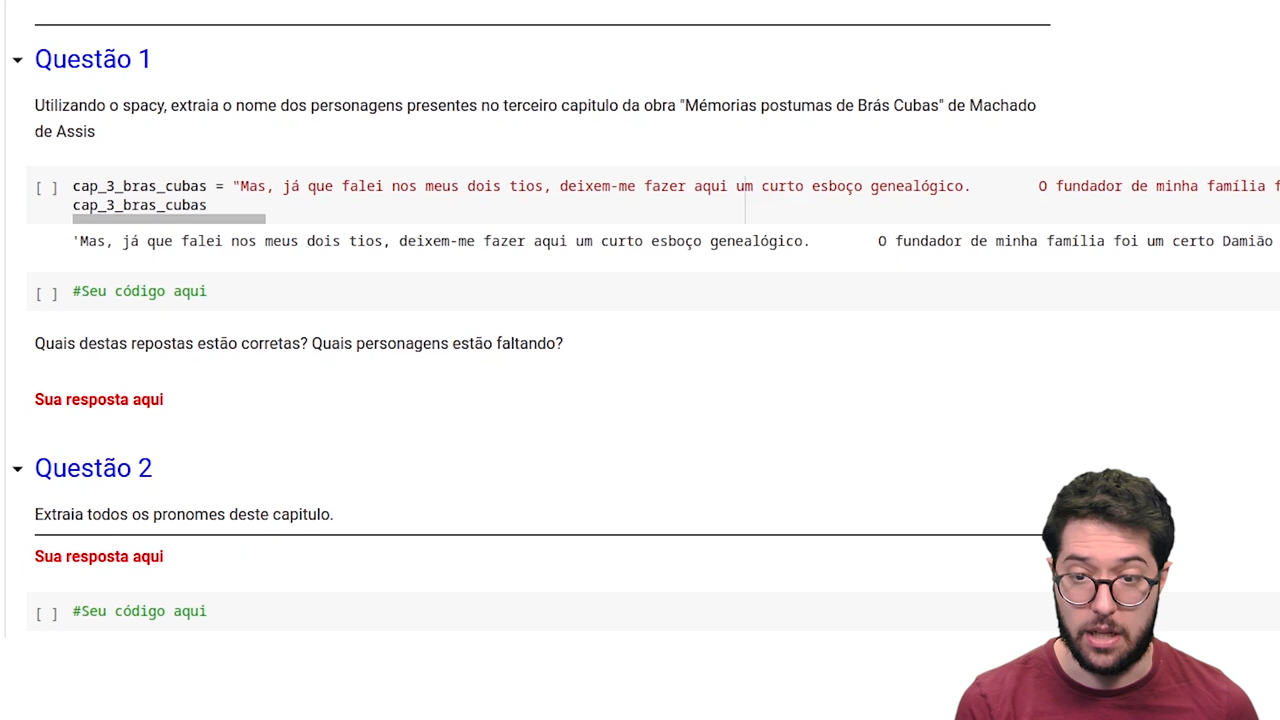 Questão 1
Utilizando o spacy, extraia o nome dos personagens presentes no terceiro capitulo da obra "Mémorias postumas de Brás Cubas" de Machado
de Assis
[ ] cap_3_bras_cubas = "Mas, já que falei nos meus dois tios, deixem-me fazer aqui um curto esboço genealógico. O fundador de minha família f
cap_3_bras_cubas
'Mas, já que falei nos meus dois tios, deixem-me fazer aqui um curto esboço genealógico. O fundador de minha família foi um certo Damião
[ ] #Seu código aqui
Quais destas repostas estão corretas? Quais personagens estão faltando?
Sua resposta aqui
Questão 2
Extraia todos os pronomes deste capitulo.
Sua resposta aqui
[ ] #Seu código aqui